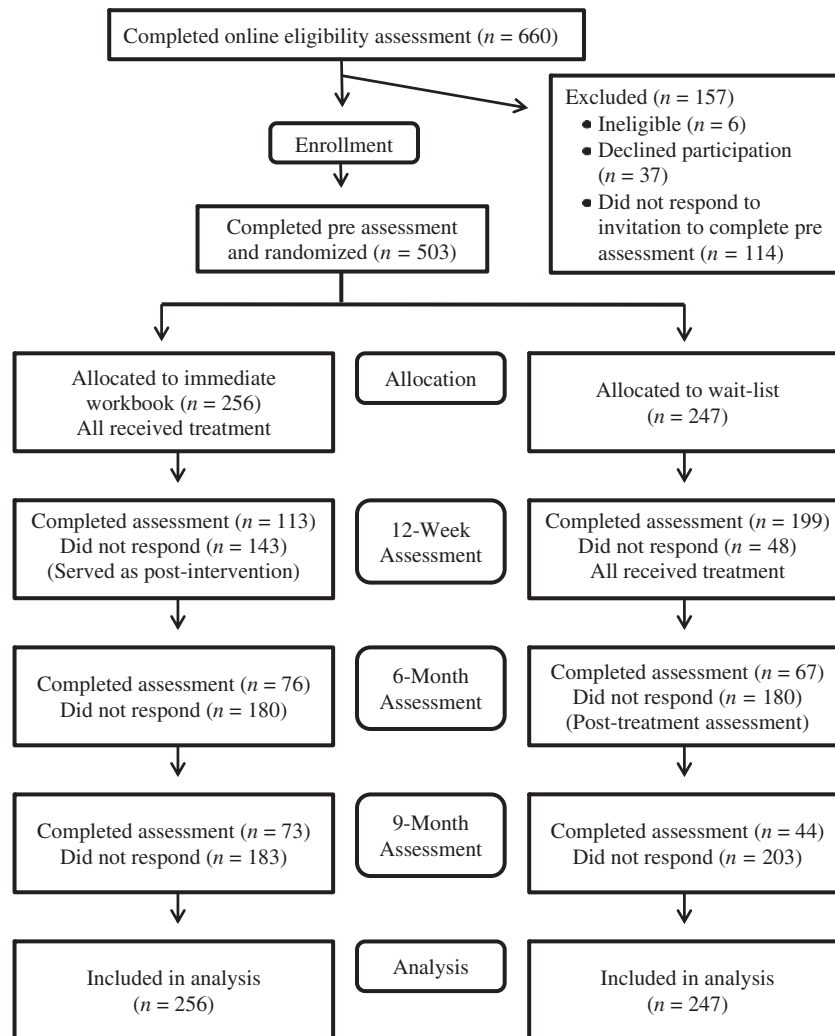 Completed online eligibility assessment (n = 660)
Excluded (n = 157)
• Ineligible (n = 6)
• Declined participation
(n = 37)
• Did not respond to
invitation to complete pre
assessment (n = 114)
Enrollment
Completed pre assessment
and randomized (n = 503)
Allocated to immediate
workbook (n = 256)
All received treatment
Allocation
Allocated to wait-list
(n = 247)
Completed assessment (n = 113)
Did not respond (n = 143)
(Served as post-intervention)
12-Week
Assessment
Completed assessment (n = 199)
Did not respond (n = 48)
All received treatment
Completed assessment (n = 76)
Did not respond (n = 180)
6-Month
Assessment
Completed assessment (n = 67)
Did not respond (n = 180)
(Post-treatment assessment)
Completed assessment (n = 73)
Did not respond (n = 183)
9-Month
Assessment
Completed assessment (n = 44)
Did not respond (n = 203)
Included in analysis
(n = 256)
Analysis
Included in analysis
(n = 247)